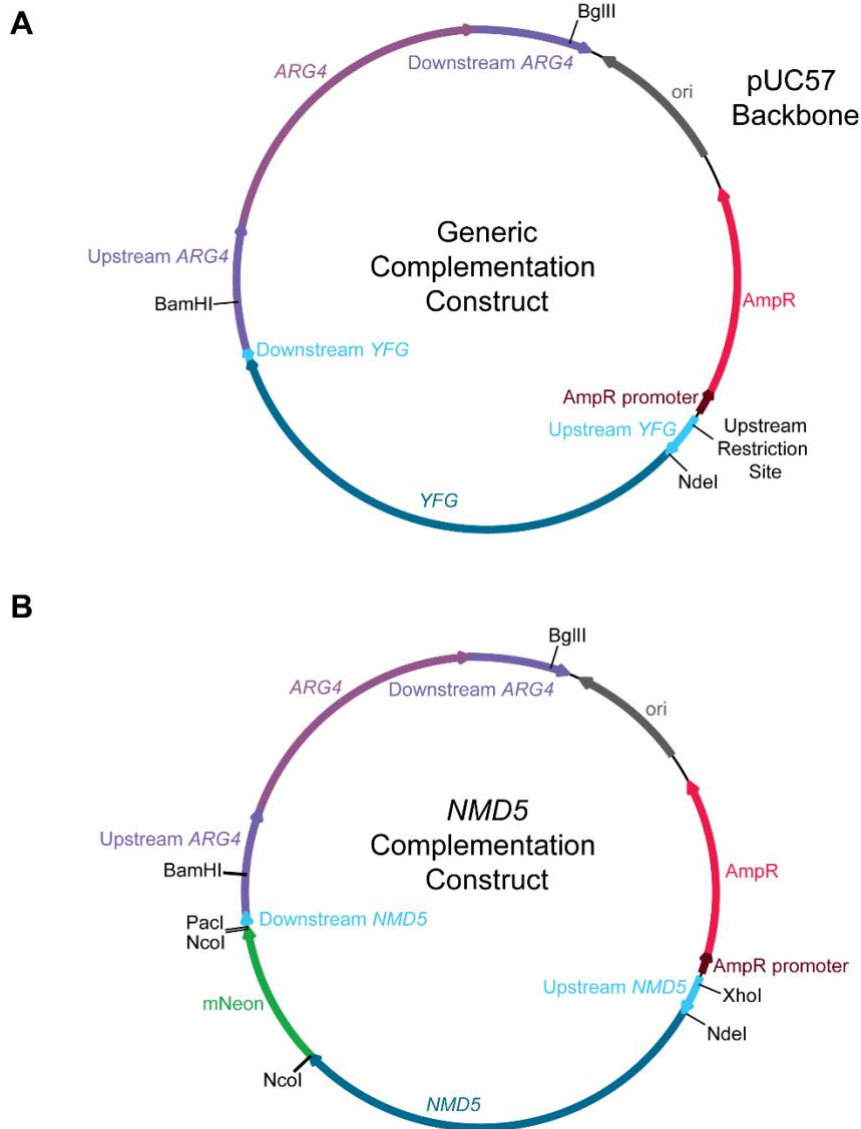 A
BglII
ARG4
Downstream ARG4
ori
pUC57
Backbone
Upstream ARG4
BamHI
Generic
Complementation
Construct
AmpR
Downstream YFG
AmpR promoter
Upstream YFG
Upstream
Restriction
Site
NdeI
YFG
B
BglII
ARG4
Downstream ARG4
ori
NMD5
Complementation
Construct
Upstream ARG4
BamHI
AmpR
PacI
NcoI
Downstream NMD5
AmpR promoter
Upstream NMD5
XhoI
mNeon
NdeI
NcoI
NMD5